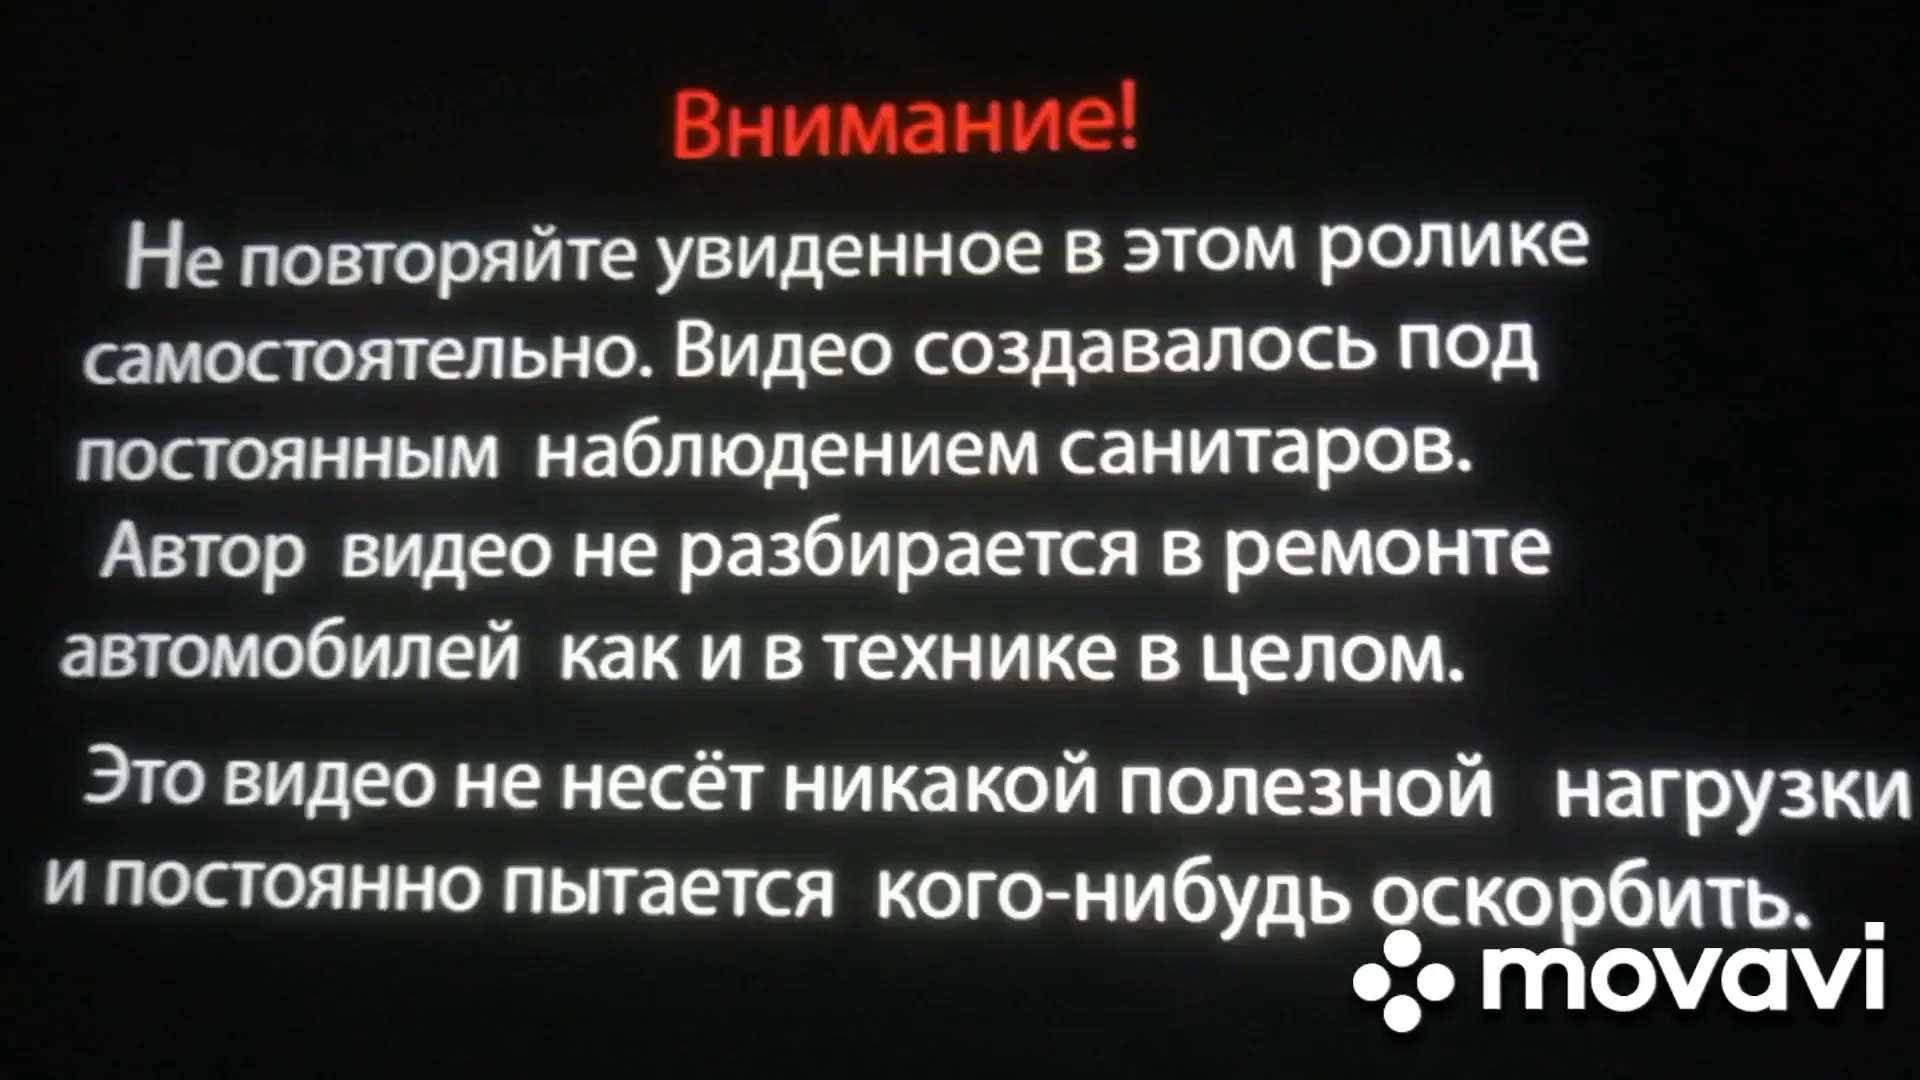 Внимание!
Не повторяйте увиденное в этом ролике
самостоятельно. Видео создавалось под
постоянным наблюдением санитаров.
Автор видео не разбирается в ремонте
автомобилей как и в технике в целом.
Это видео не несёт никакой полезной нагрузки
и постоянно пытается кого-нибудь оскорбить.
movavi